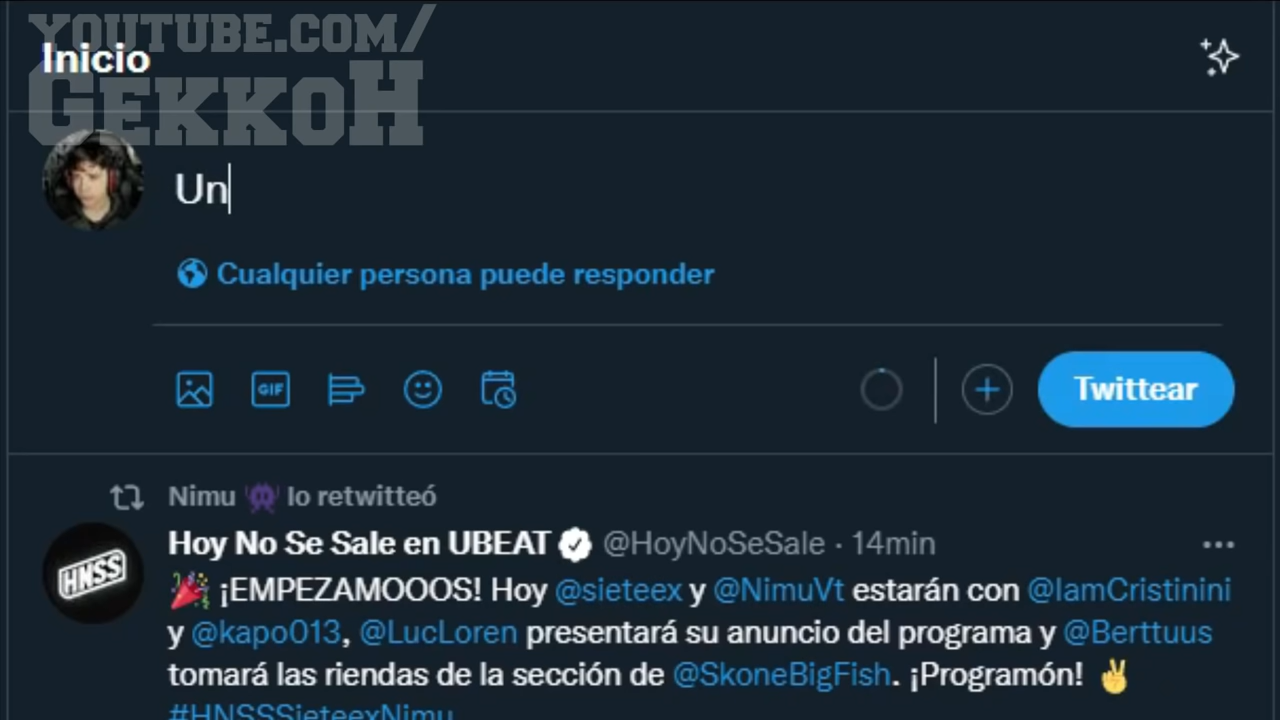 YOUTUBE.COM/
GEKKOH
Inicio
Un
Cualquier persona puede responder
GIF
Twittear
Nimu lo retwitteó
HNSS
Hoy No Se Sale en UBEAT @HoyNoSeSale · 14min
🎉 ¡EMPEZAMOOOS! Hoy @sieteex y @NimuVt estarán con @IamCristinini
y @kapo013, @LucLoren presentará su anuncio del programa y @Berttuus
tomará las riendas de la sección de @SkoneBigFish. ¡Programón! ✌
#HNSSSieteexNimu